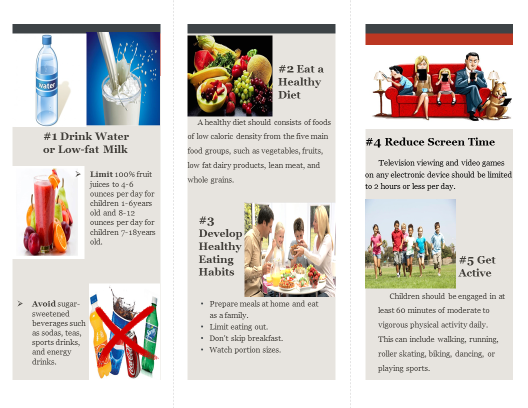 water
#1 Drink Water
or Low-fat Milk
➤ Limit 100% fruit
juices to 4-6
ounces per day for
children 1-6years
old and 8-12
ounces per day for
children 7-18years
old.
➤ Avoid sugar-
sweetened
beverages such
as sodas, teas,
sports drinks,
and energy
drinks.
#2 Eat a
Healthy
Diet
A healthy diet should consists of foods
of low caloric density from the five main
food groups, such as vegetables, fruits,
low fat dairy products, lean meat, and
whole grains.
#3
Develop
Healthy
Eating
Habits
• Prepare meals at home and eat
as a family.
• Limit eating out.
• Don't skip breakfast.
• Watch portion sizes.
#4 Reduce Screen Time
Television viewing and video games
on any electronic device should be limited
to 2 hours or less per day.
#5 Get
Active
Children should be engaged in at
least 60 minutes of moderate to
vigorous physical activity daily.
This can include walking, running,
roller skating, biking, dancing, or
playing sports.